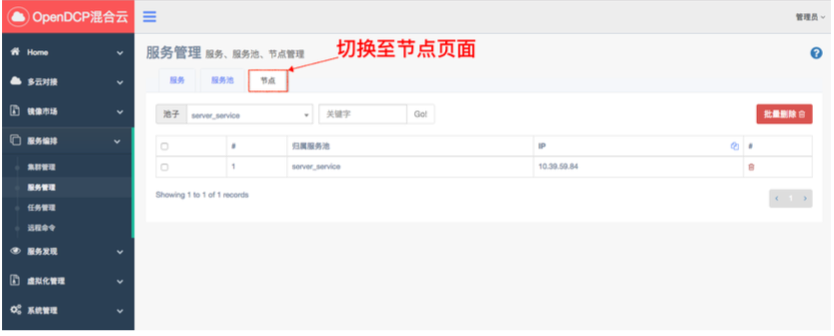 OpenDCP混合云
管理员
Home
多云对接
镜像市场
服务编排
集群管理
服务管理
任务管理
远程命令
服务发现
虚拟化管理
系统管理
服务管理 服务、服务池、节点管理
切换至节点页面
服务 服务池 节点
池子 server_service 关键字 Go! 批量删除
# 归属服务池 IP #
1 server_service 10.39.59.84
Showing 1 to 1 of 1 records
‹ 1 ›